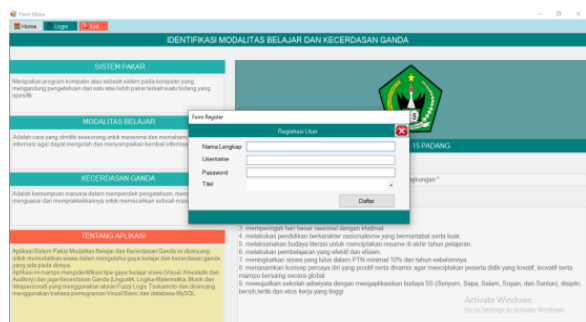 Form Menu
Home Login Exit
IDENTIFIKASI MODALITAS BELAJAR DAN KECERDASAN GANDA
SISTEM PAKAR
Merupakan program komputer atau sebuah sistem pada komputer yang
mengandung pengetahuan dari satu atau lebih pakar terkait suatu bidang yang
spesifik
MODALITAS BELAJAR
Adalah cara yang dimiliki seseorang untuk menerima dan memahami
informasi agar dapat mengolah dan menyampaikan kembali informasi
KECERDASAN GANDA
Adalah kemampuan manusia dalam memperoleh pengetahuan,
menguasai dan mempraktekkannya untuk memecahkan sebuah
TENTANG APLIKASI
Aplikasi Sistem Pakar Modalitas Belajar dan Kecerdasan Ganda ini dirancang
untuk memudahkan siswa dalam mengetahui gaya belajar dan kecerdasan ganda
yang ada pada dirinya.
Aplikasi ini mampu mengidentifikasi tipe gaya belajar siswa (Visual, Kinestetik dan
Auditory) dan juga Kecerdasan Ganda (Linguistik, Logika Matematika, Musik dan
Intrapersonal) yang menggunakan aturan Fuzzy Logic Tsukamoto dan dirancang
menggunakan bahasa pemograman Visual Basic dan database MySQL.
Form Register
Registrasi User
Nama Lengkap
Username
Password
Titel
Daftar
15 PADANG
3. memperingati hari besar nasional dengan khidmat
4. melakukan pendidikan berkarakter nasionalisme yang bermartabat serta kuat.
5. melaksanakan budaya literasi untuk menciptakan resume di akhir tahun pelajaran.
6. melakukan pembelajaran yang efektif dan efisien.
7. meningkatkan siswa yang lulus dalam PTN minimal 10% dari tahun sebelumnya.
8. menanamkan konsep percaya diri yang positif serta dinamis agar menciptakan peserta didik yang kreatif, inovatif serta
mampu bersaing secara global.
9. mewujudkan sekolah adiwiyata dengan mengaplikasikan budaya 5S (Senyum, Sapa, Salam, Sopan, dan Santun), disiplin,
bersih,tertib dan etos kerja yang tinggi
Activate Windows
Go to Settings to activate Windows.